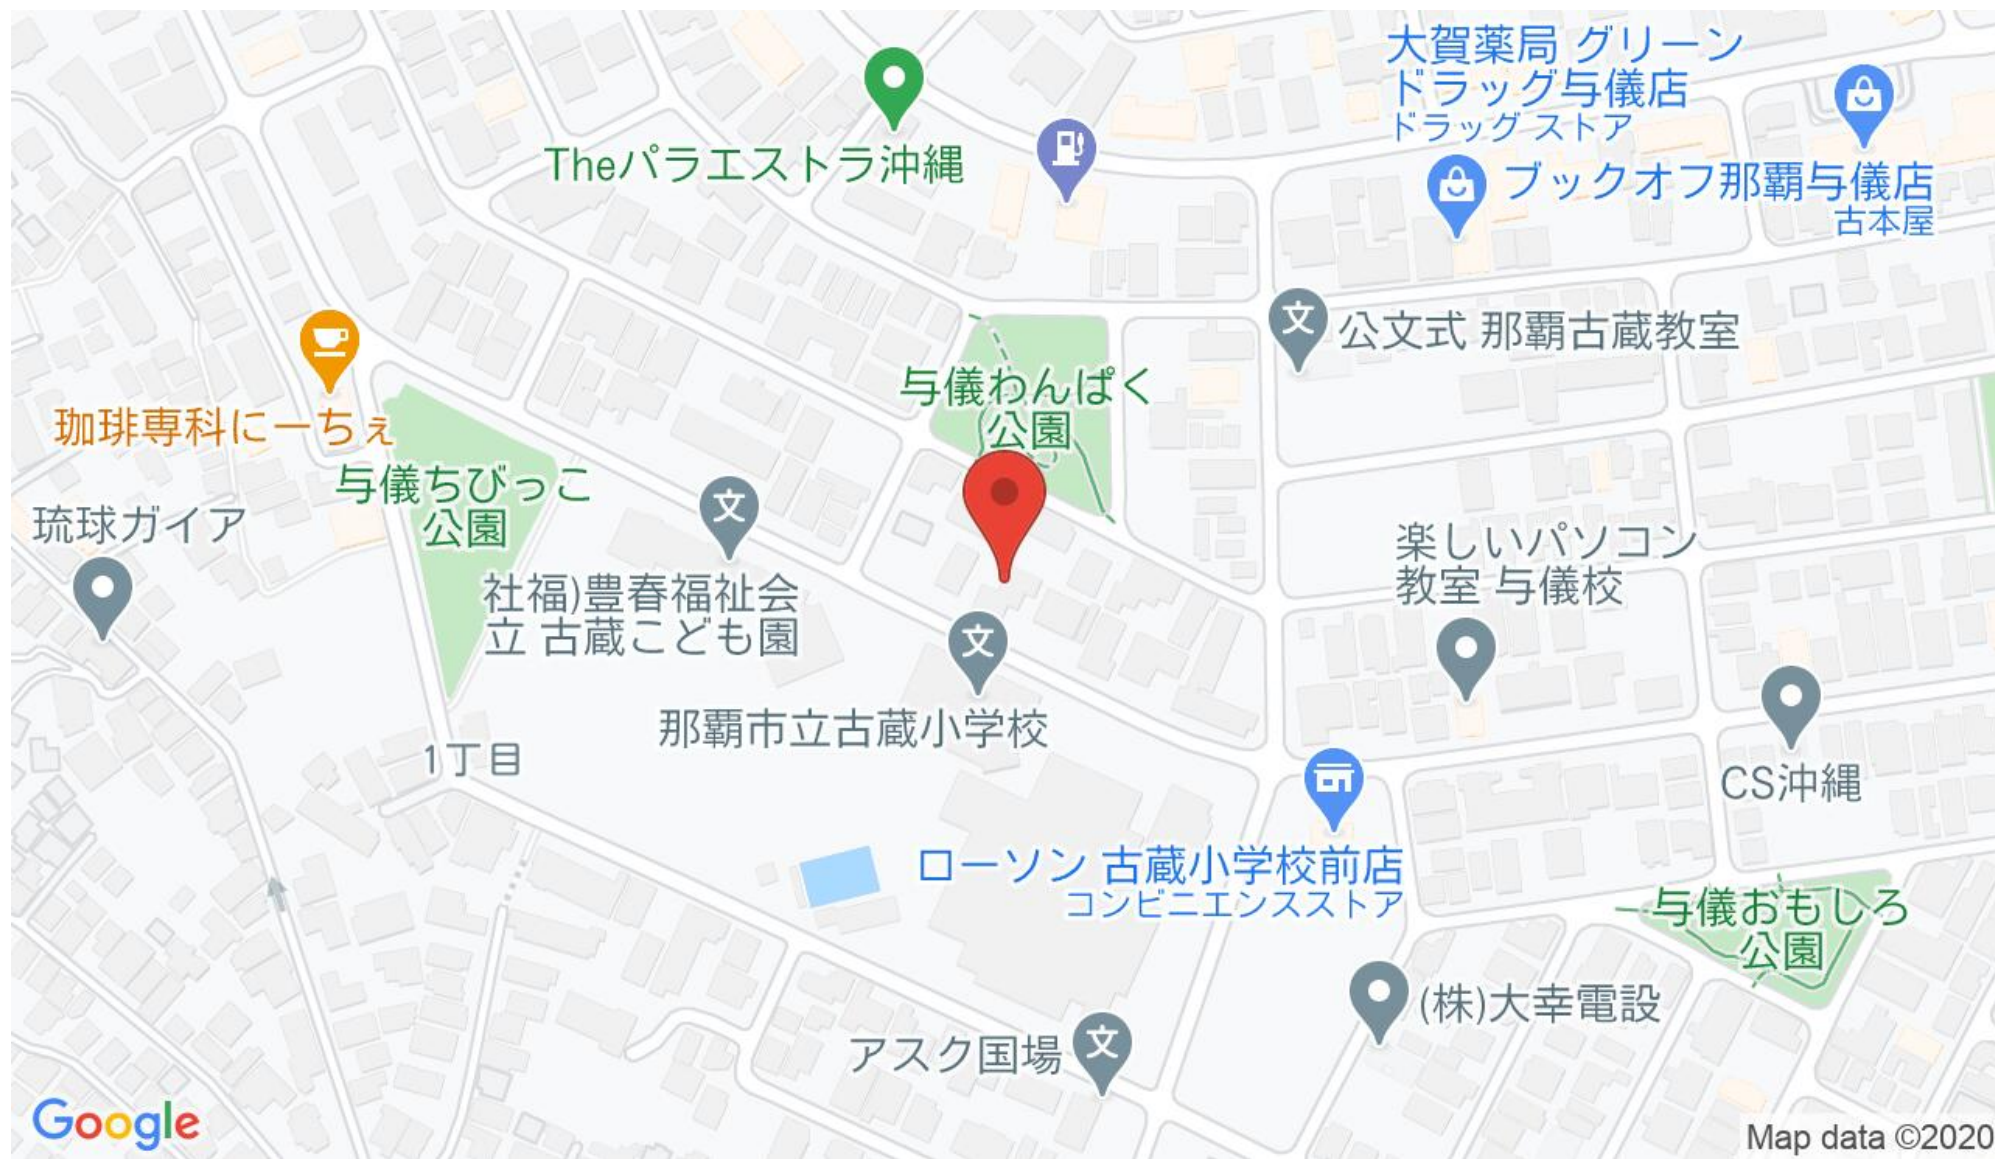 大賀薬局 グリーン
ドラッグ与儀店
ドラッグ ストア
Theパラエストラ沖縄
ブックオフ那覇与儀店
古本屋
公文式 那覇古蔵教室
与儀わんぱく
公園
珈琲専科にーちぇ
与儀ちびっこ
公園
琉球ガイア
文
文
社福)豊春福祉会
立 古蔵こども園
楽しいパソコン
教室 与儀校
文
那覇市立古蔵小学校
1丁目
CS沖縄
ローソン 古蔵小学校前店
コンビニエンスストア
与儀おもしろ
公園
(株)大幸電設
アスク国場
文
Google
Map data ©2020